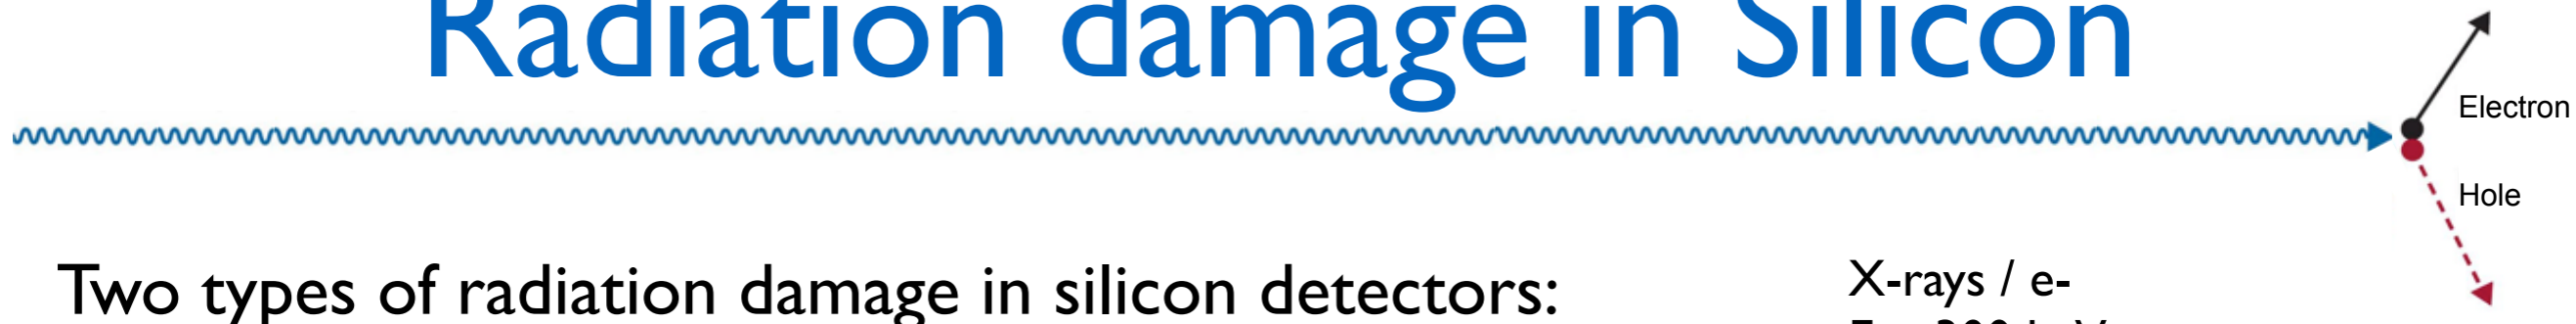 Radiation damage in Silicon
Electron
Hole
Two types of radiation damage in silicon detectors:
X-rays / e-